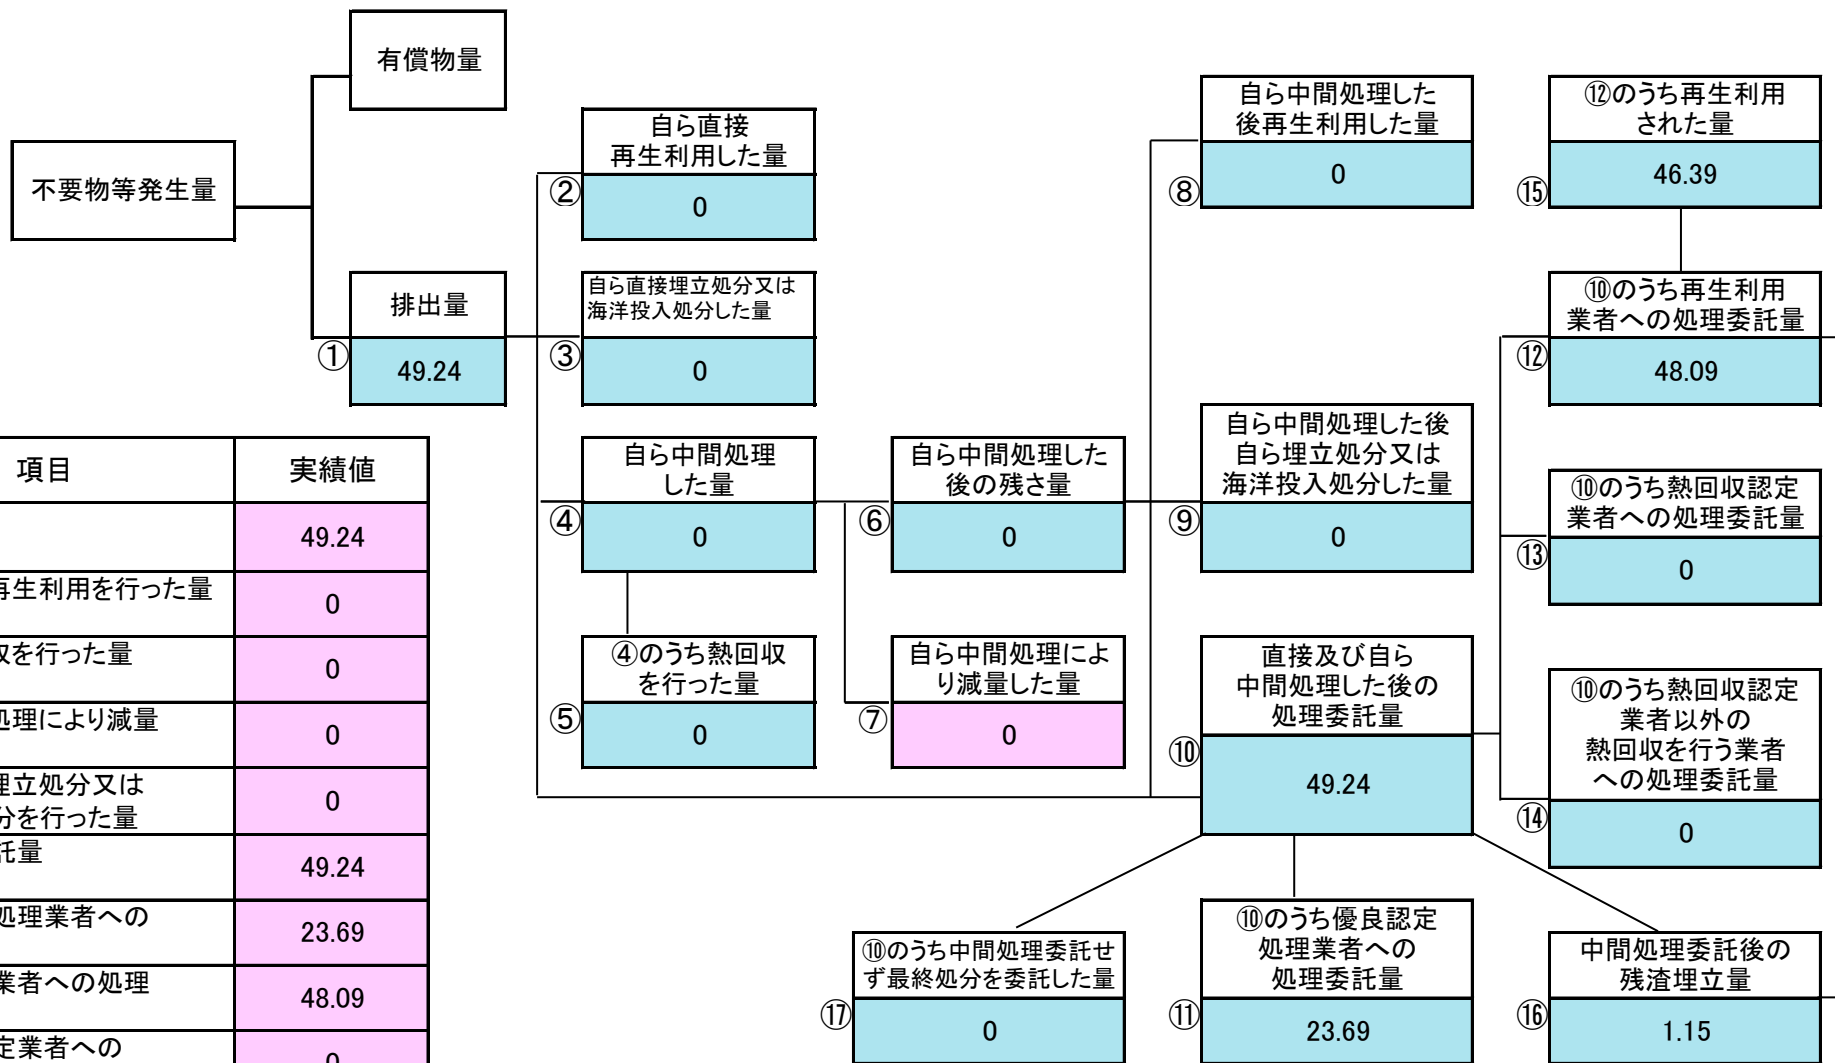 有償物量
不要物等発生量
排出量
①
49.24
自ら直接
再生利用した量
②
0
自ら直接埋立処分又は
海洋投入処分した量
③
0
自ら中間処理
した量
④
0
④のうち熱回収
を行った量
⑤
0
自ら中間処理した
後の残さ量
⑥
0
自ら中間処理によ
り減量した量
⑦
0
自ら中間処理した
後再生利用した量
⑧
0
自ら中間処理した後
自ら埋立処分又は
海洋投入処分した量
⑨
0
直接及び自ら
中間処理した後の
処理委託量
⑩
49.24
⑫のうち再生利用
された量
⑮
46.39
⑩のうち再生利用
業者への処理委託量
⑫
48.09
⑩のうち熱回収認定
業者への処理委託量
⑬
0
⑩のうち熱回収認定
業者以外の
熱回収を行う業者
への処理委託量
⑭
0
⑩のうち中間処理委託せ
ず最終処分を委託した量
⑰
0
⑩のうち優良認定
処理業者への
処理委託量
⑪
23.69
中間処理委託後の
残渣埋立量
⑯
1.15
項目 実績値
49.24
再生利用を行った量 0
を行った量 0
処理により減量 0
埋立処分又は
分を行った量 0
託量 49.24
処理業者への 23.69
業者への処理 48.09
定業者への 0